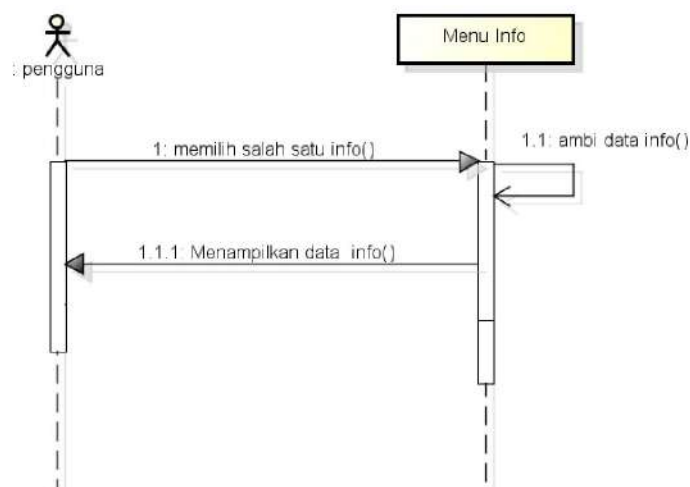 : pengguna
Menu Info
1: memilih salah satu info()
1.1: ambi data info()
1.1.1: Menampilkan data info()